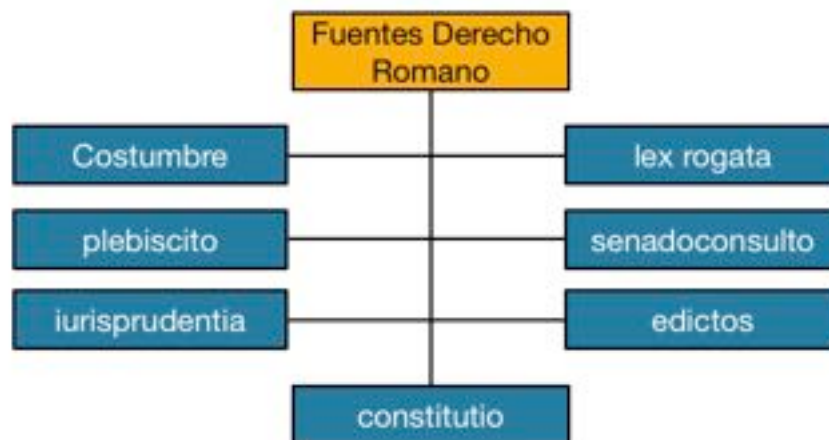 Fuentes Derecho
Romano
Costumbre
lex rogata
plebiscito
senadoconsulto
iurisprudentia
edictos
constitutio